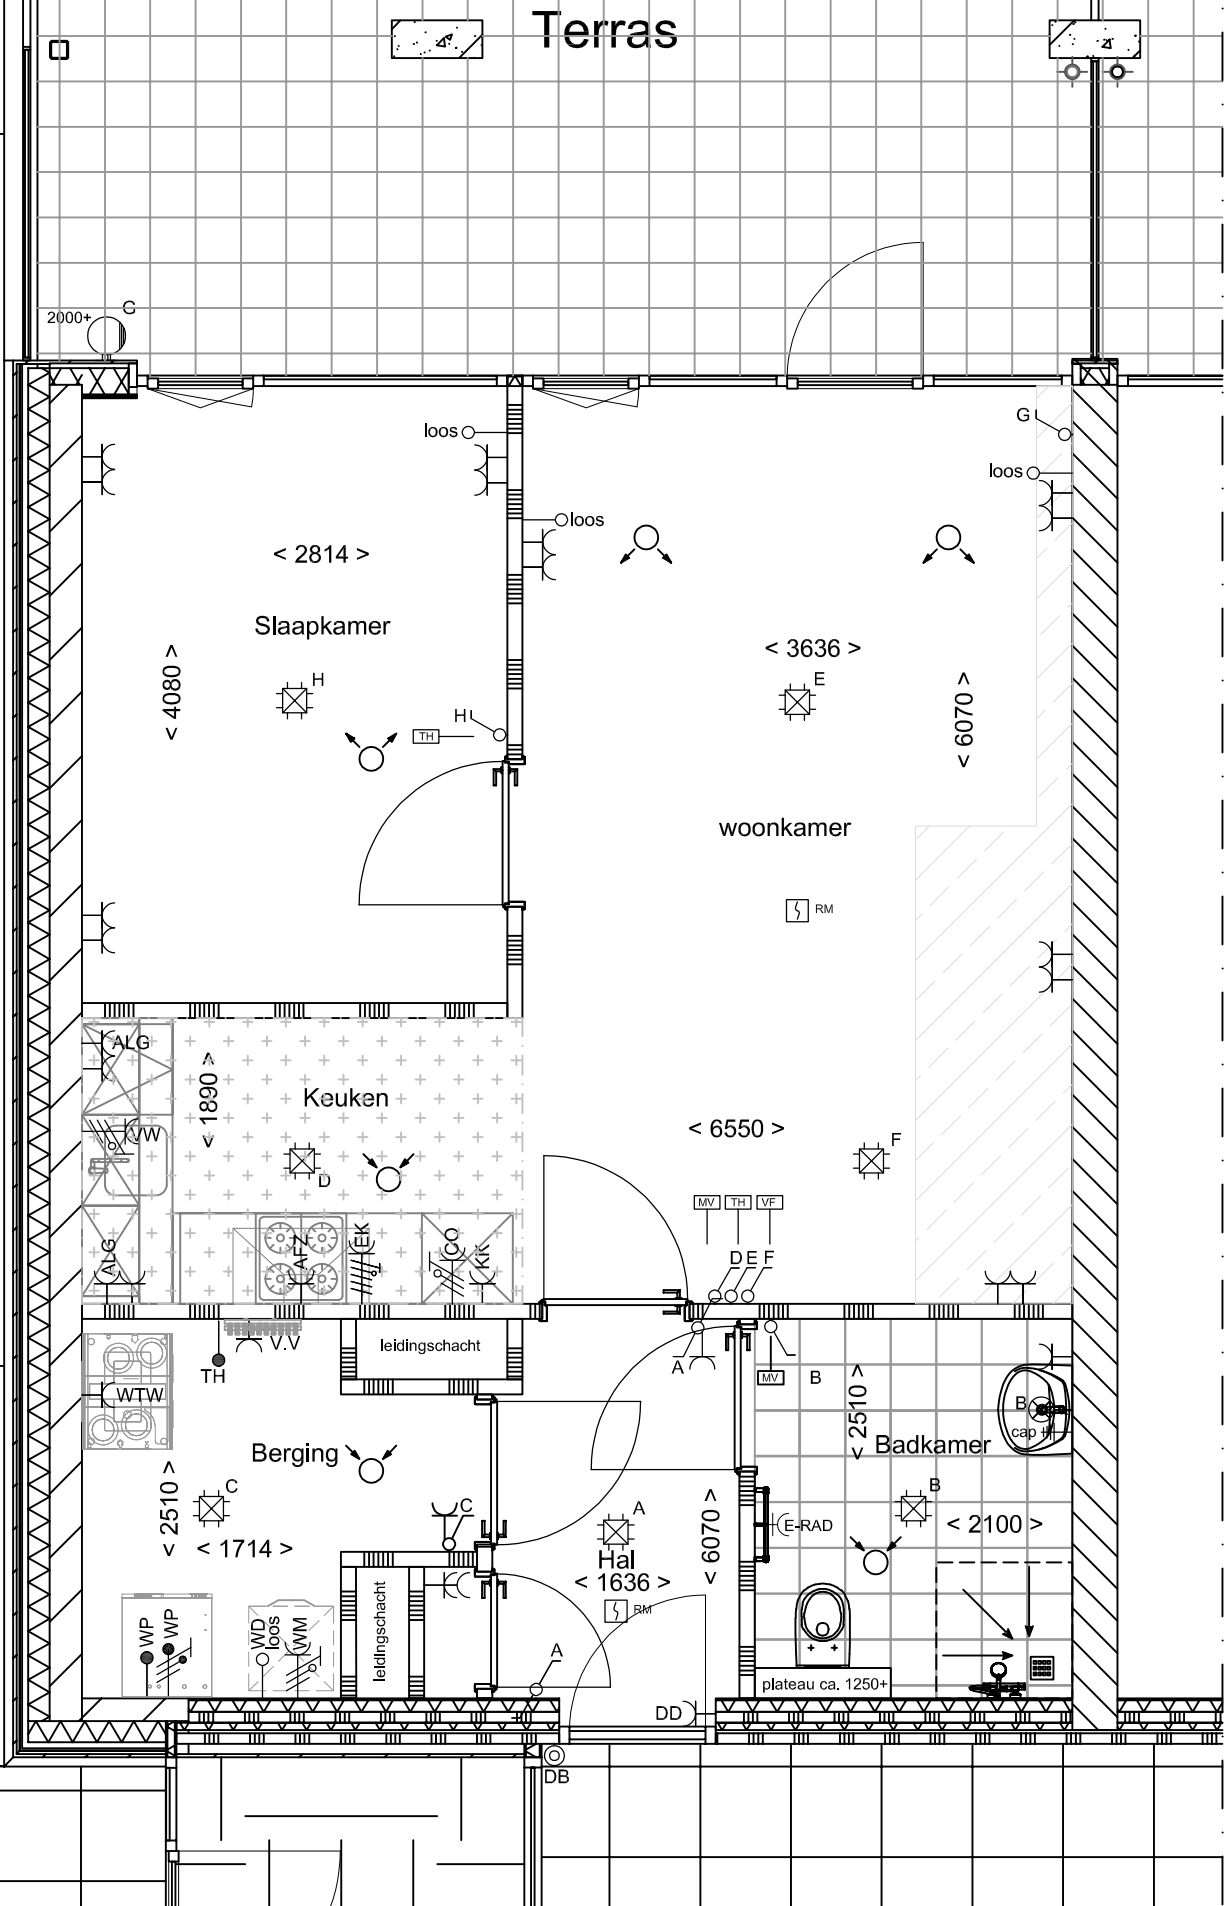 Terras
2000+
G
loos
G
loos
loos
< 2814 >
Slaapkamer
< 3636 >
H
E
< 4080 >
< 6070 >
H
TH
woonkamer
RM
ALG
< 1890 >
Keuken
VW
D
< 6550 >
F
MV
TH
VF
ALG
AFZ
EK
CO
KK
D E F
TH
V.V
leidingschacht
A
MV
B
< 2510 >
WTW
B
cap
Badkamer
Berging
< 2510 >
C
< 1714 >
C
A
Hal
< 1636 >
RM
< 6070 >
E-RAD
B
< 2100 >
WP
WP
WD
loos
WM
leidingschacht
A
plateau ca. 1250+
DD
DB